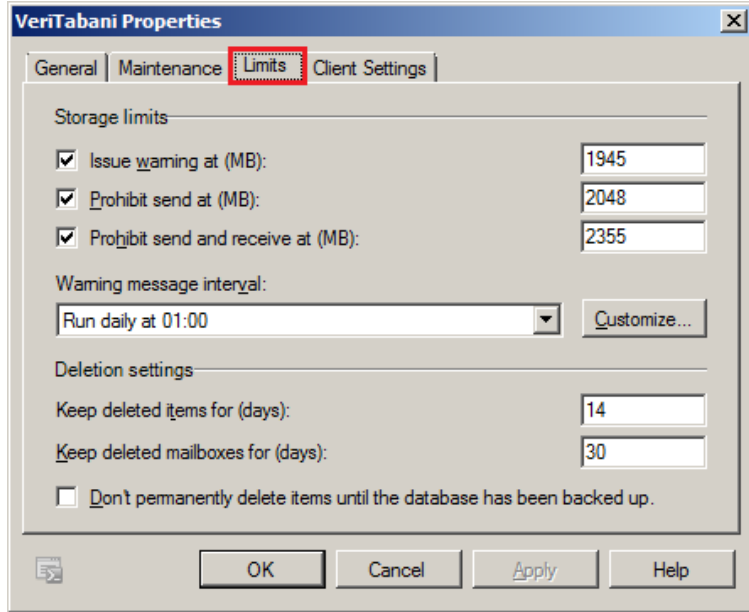 VeriTabani Properties
General Maintenance Limits Client Settings
Storage limits
Issue warning at (MB): 1945
Prohibit send at (MB): 2048
Prohibit send and receive at (MB): 2355
Warning message interval:
Run daily at 01:00 Customize...
Deletion settings
Keep deleted items for (days): 14
Keep deleted mailboxes for (days): 30
Don't permanently delete items until the database has been backed up.
OK Cancel Apply Help